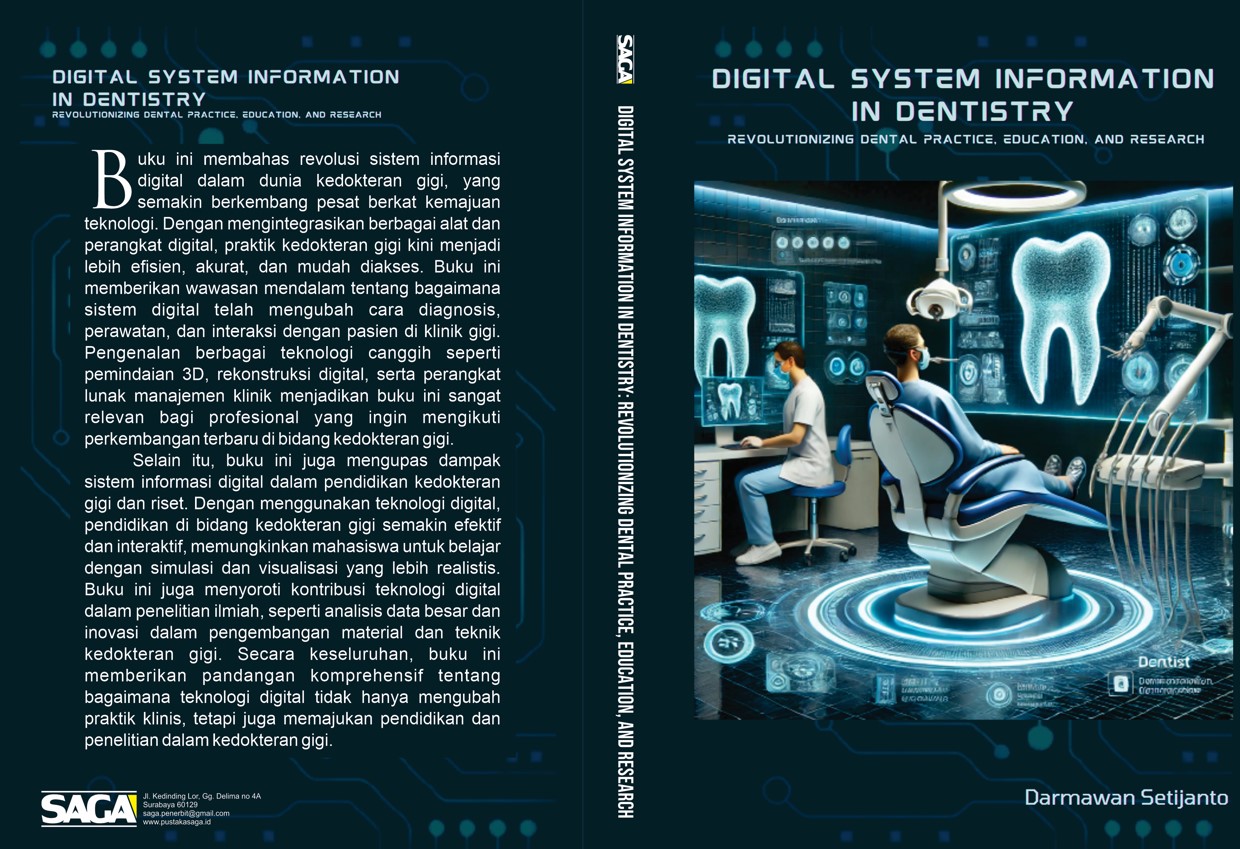 DIGITAL SYSTEM INFORMATION
IN DENTISTRY
REVOLUTIONIZING DENTAL PRACTICE, EDUCATION, AND RESEARCH
Buku ini membahas revolusi sistem informasi
digital dalam dunia kedokteran gigi, yang
semakin berkembang pesat berkat kemajuan
teknologi. Dengan mengintegrasikan berbagai alat dan
perangkat digital, praktik kedokteran gigi kini menjadi
lebih efisien, akurat, dan mudah diakses. Buku ini
memberikan wawasan mendalam tentang bagaimana
sistem digital telah mengubah cara diagnosis,
perawatan, dan interaksi dengan pasien di klinik gigi.
Pengenalan berbagai teknologi canggih seperti
pemindaian 3D, rekonstruksi digital, serta perangkat
lunak manajemen klinik menjadikan buku ini sangat
relevan bagi profesional yang ingin mengikuti
perkembangan terbaru di bidang kedokteran gigi.
Selain itu, buku ini juga mengupas dampak
sistem informasi digital dalam pendidikan kedokteran
gigi dan riset. Dengan menggunakan teknologi digital,
pendidikan di bidang kedokteran gigi semakin efektif
dan interaktif, memungkinkan mahasiswa untuk belajar
dengan simulasi dan visualisasi yang lebih realistis.
Buku ini juga menyoroti kontribusi teknologi digital
dalam penelitian ilmiah, seperti analisis data besar dan
inovasi dalam pengembangan material dan teknik
kedokteran gigi. Secara keseluruhan, buku ini
memberikan pandangan komprehensif tentang
bagaimana teknologi digital tidak hanya mengubah
praktik klinis, tetapi juga memajukan pendidikan dan
penelitian dalam kedokteran gigi.
SAGA
Jl. Kedinding Lor, Gg. Delima no 4A
Surabaya 60129
saga.penerbit@gmail.com
www.pustakasaga.id
SAGA
DIGITAL SYSTEM INFORMATION IN DENTISTRY: REVOLUTIONIZING DENTAL PRACTICE, EDUCATION, AND RESEARCH
DIGITAL SYSTEM INFORMATION
IN DENTISTRY
REVOLUTIONIZING DENTAL PRACTICE, EDUCATION, AND RESEARCH
Dentist
Darmawan Setijanto